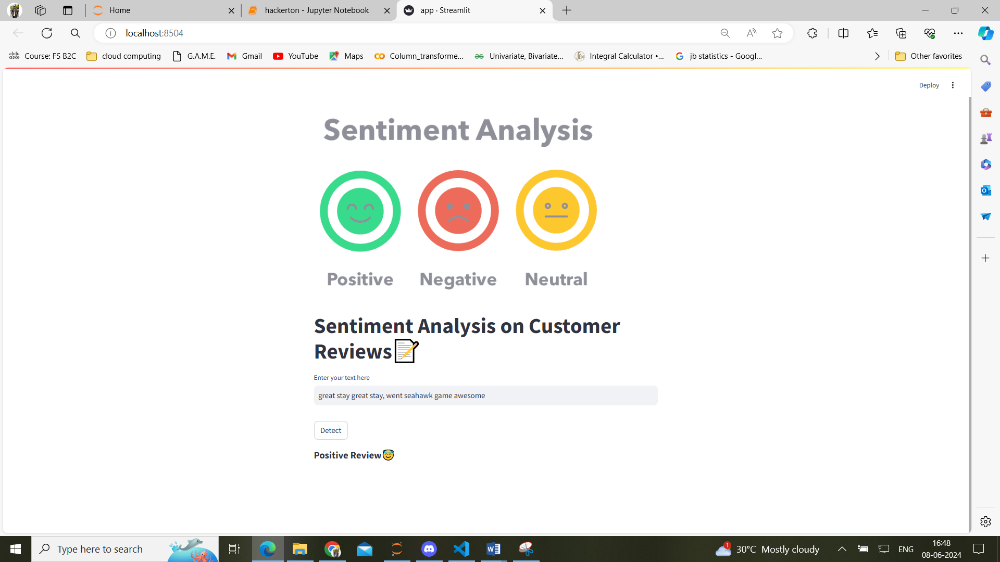 Home
hackerton - Jupyter Notebook
app · Streamlit
localhost:8504
Course: FS B2C
cloud computing
G.A.M.E.
Gmail
YouTube
Maps
Column_transforme...
Univariate, Bivariate...
Integral Calculator •...
jb statistics - Googl...
Other favorites
Deploy
Sentiment Analysis
Positive
Negative
Neutral
Sentiment Analysis on Customer
Reviews📝
Enter your text here
great stay great stay, went seahawk game awesome
Detect
Positive Review😇
Type here to search
1
30°C Mostly cloudy
ENG
16:48
08-06-2024